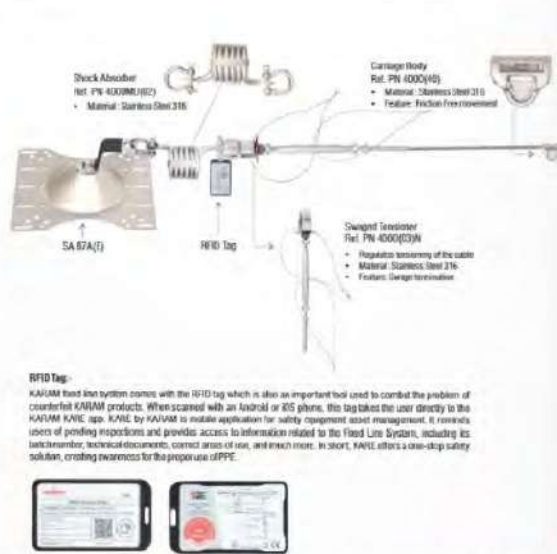 Shock Absorber
Ref. PN 4000MU(02)
• Material : Stainless Steel 316
Carriage Body
Ref. PN 4000(40)
• Material : Stainless Steel 316
• Feature : Friction Free movement
SA 67A(F)
RFID Tag
Swaged Tensioner
Ref. PN 4000(03)N
• Regulates tensioning of the cable
• Material : Stainless Steel 316
• Feature : Swage termination
RFID Tag:-
KARAM fixed line system comes with the RFID tag which is also an important tool used to combat the problem of
counterfeit KARAM products. When scanned with an Android or iOS phone, this tag takes the user directly to the
KARAM KARE app. KARE by KARAM is mobile application for safety equipment asset management. It reminds
users of pending inspections and provides access to information related to the Fixed Line System, including its
batch number, technical documents, correct areas of use, and much more. In short, KARE offers a one-stop safety
solution, creating awareness for the proper use of PPE.